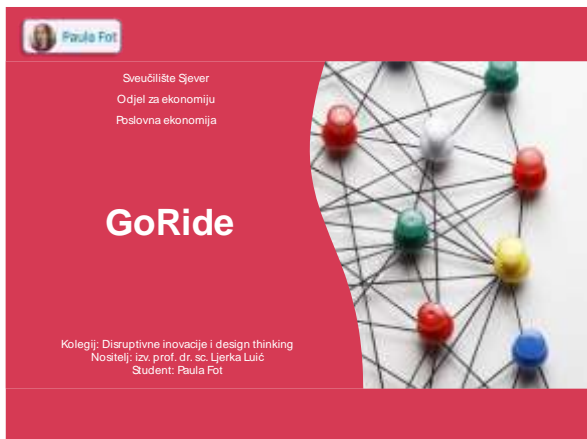 Paula Fot
Sveučilište Sjever
Odjel za ekonomiju
Poslovna ekonomija
GoRide
Kolegij: Disruptivne inovacije i design thinking
Nositelj: izv. prof. dr. sc. Ljerka Luić
Student: Paula Fot